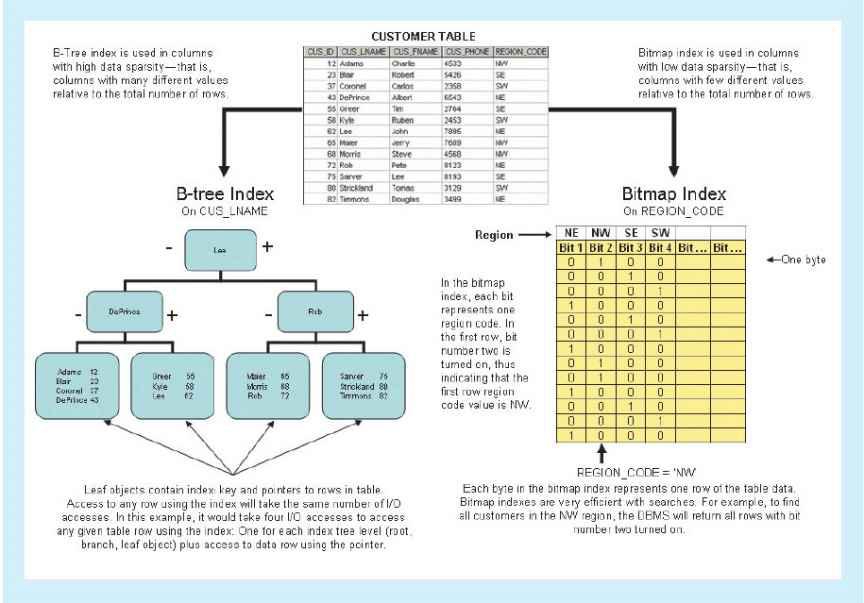 CUSTOMER TABLE
B-Tree index is used in columns
with high data sparsity—that is,
columns with many different values
relative to the total number of rows.
CUS_ID CUS_LNAME CUS_FNAME CUS_PHONE REGION_CODE
12 Adams Charlie 4533 NW
23 Blair Robert 5426 SE
37 Coronel Carlos 2358 SW
43 DePrince Albert 6543 NE
55 Greer Tim 2764 SE
58 Kyle Ruben 2453 SW
62 Lee John 7895 NE
65 Maier Jerry 7689 NW
68 Morris Steve 4568 NW
72 Rob Pete 8123 NE
75 Sarver Lee 8193 SE
80 Strickland Tomas 3129 SW
82 Timmons Douglas 3499 NE
Bitmap index is used in columns
with low data sparsity—that is,
columns with few different values
relative to the total number of rows.
B-tree Index
On CUS_LNAME
- Lee +
- DePrince +
- Rob +
Adams 12
Blair 23
Coronel 37
DePrince 43
Greer 55
Kyle 58
Lee 62
Maier 65
Morris 68
Rob 72
Sarver 75
Strickland 80
Timmons 82
Leaf objects contain index key and pointers to rows in table.
Access to any row using the index will take the same number of I/O
accesses. In this example, it would take four I/O accesses to access
any given table row using the index: One for each index tree level (root,
branch, leaf object) plus access to data row using the pointer.
Bitmap Index
On REGION_CODE
Region
NE NW SE SW
Bit 1 Bit 2 Bit 3 Bit 4 Bit... Bit...
0 1 0 0
0 0 1 0
0 0 0 1
1 0 0 0
0 0 1 0
0 0 0 1
1 0 0 0
0 1 0 0
0 1 0 0
1 0 0 0
0 0 1 0
0 0 0 1
1 0 0 0
One byte
In the bitmap
index, each bit
represents one
region code. In
the first row, bit
number two is
turned on, thus
indicating that the
first row region
code value is NW.
REGION_CODE = 'NW'
Each byte in the bitmap index represents one row of the table data.
Bitmap indexes are very efficient with searches. For example, to find
all customers in the NW region, the DBMS will return all rows with bit
number two turned on.